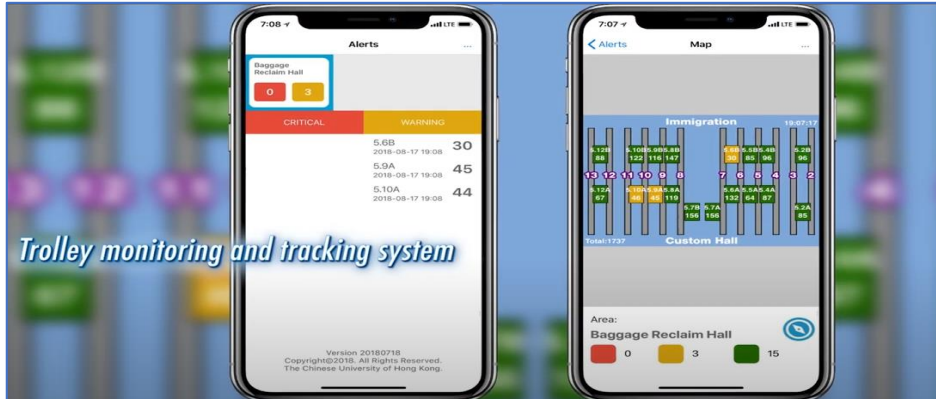 7:08
LTE
Alerts
...
Baggage
Reclaim Hall
0 3
CRITICAL WARNING
5.6B 30
2018-08-17 19:08
5.9A 45
2018-08-17 19:08
5.10A 44
2018-08-17 19:08
Version 20180718
Copyright©2018. All Rights Reserved.
The Chinese University of Hong Kong.
Trolley monitoring and tracking system
7:07
LTE
Alerts Map ...
Immigration 19:07:17
5.12B 5.10B 5.9B 5.8B 5.6B 5.5B 5.4B 5.2B
88 122 116 147 30 85 96 96
13 12 11 10 9 8 7 6 5 4 3 2
5.12A 5.10A 5.9A 5.8A 5.6A 5.5A 5.4A
67 46 45 119 132 64 87
5.7B 5.7A 5.2A
156 156 85
Total:1737 Custom Hall
Area:
Baggage Reclaim Hall
0 3 15